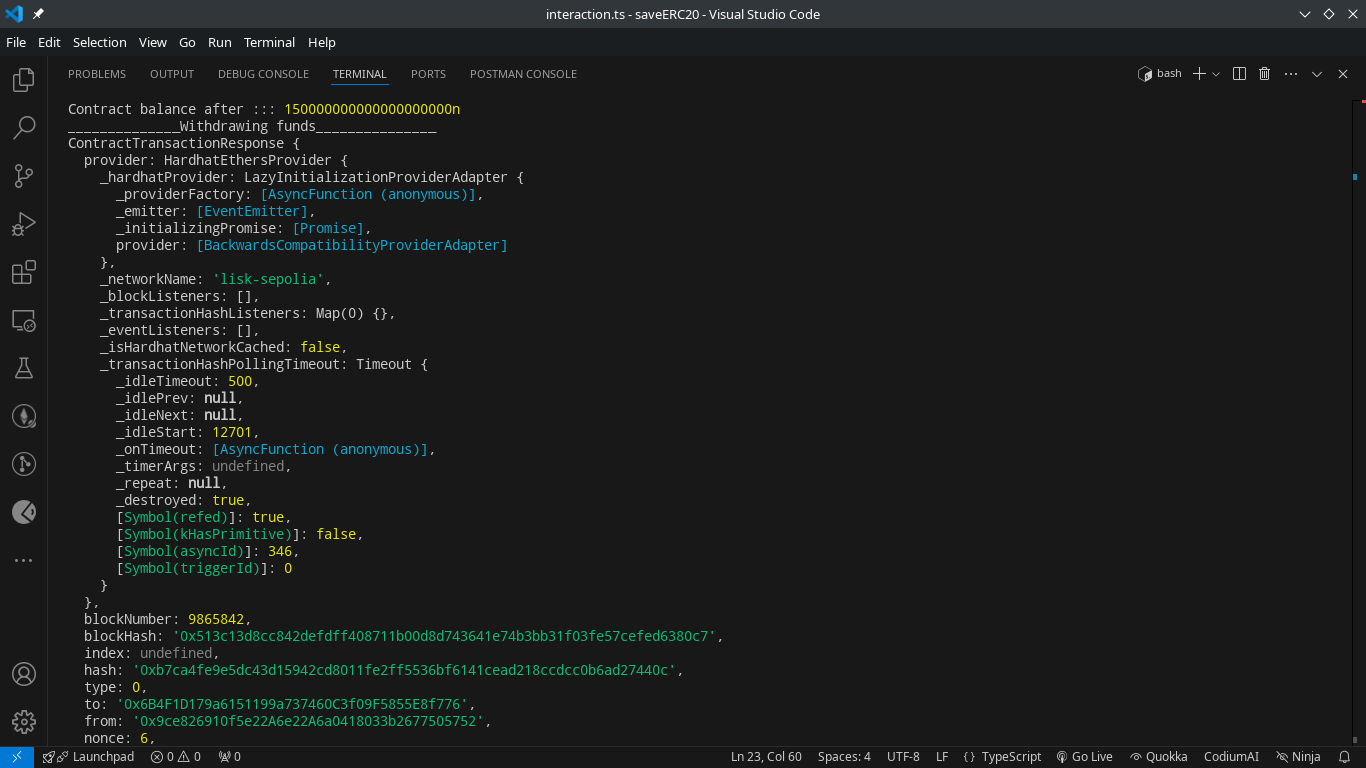 interaction.ts - saveERC20 - Visual Studio Code
File Edit Selection View Go Run Terminal Help
PROBLEMS OUTPUT DEBUG CONSOLE TERMINAL PORTS POSTMAN CONSOLE
bash
Contract balance after ::: 150000000000000000000n
______________Withdrawing funds_______________
ContractTransactionResponse {
provider: HardhatEthersProvider {
_hardhatProvider: LazyInitializationProviderAdapter {
_providerFactory: [AsyncFunction (anonymous)],
_emitter: [EventEmitter],
_initializingPromise: [Promise],
provider: [BackwardsCompatibilityProviderAdapter]
},
_networkName: 'lisk-sepolia',
_blockListeners: [],
_transactionHashListeners: Map(0) {},
_eventListeners: [],
_isHardhatNetworkCached: false,
_transactionHashPollingTimeout: Timeout {
_idleTimeout: 500,
_idlePrev: null,
_idleNext: null,
_idleStart: 12701,
_onTimeout: [AsyncFunction (anonymous)],
_timerArgs: undefined,
_repeat: null,
_destroyed: true,
[Symbol(refed)]: true,
[Symbol(kHasPrimitive)]: false,
[Symbol(asyncId)]: 346,
[Symbol(triggerId)]: 0
}
},
blockNumber: 9865842,
blockHash: '0x513c13d8cc842defdff408711b00d8d743641e74b3bb31f03fe57cefed6380c7',
index: undefined,
hash: '0xb7ca4fe9e5dc43d15942cd8011fe2ff5536bf6141cead218ccdcc0b6ad27440c',
type: 0,
to: '0x6B4F1D179a6151199a737460C3f09F5855E8f776',
from: '0x9ce826910f5e22A6e22A6a0418033b2677505752',
nonce: 6,
Launchpad 0 0 0 Ln 23, Col 60 Spaces: 4 UTF-8 LF {} TypeScript Go Live Quokka CodiumAI Ninja